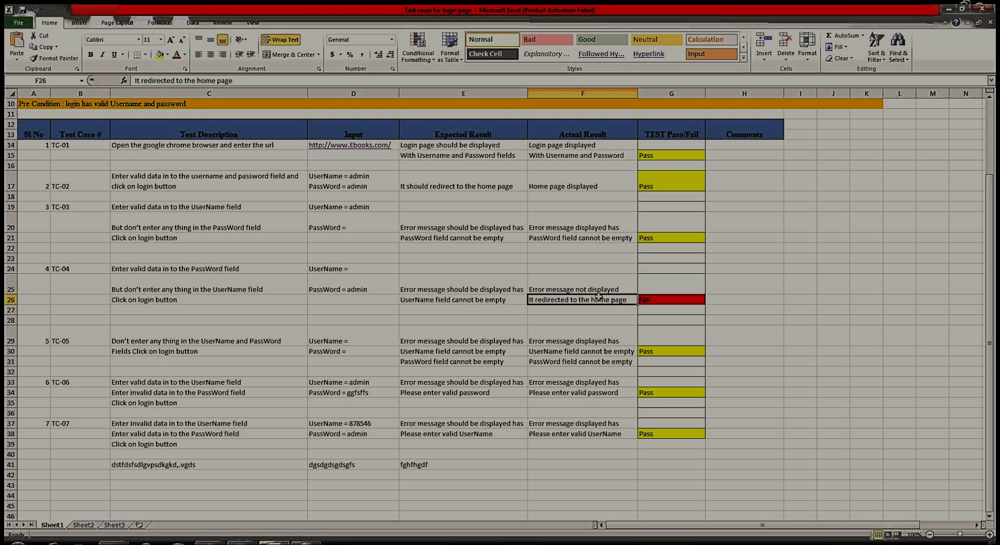 Test cases for login page - Microsoft Excel (Product Activation Failed)
File Home Insert Page Layout Formulas Data Review View
Cut
Copy
Format Painter
Paste
Clipboard
Calibri 11
B I U
Font
Wrap Text
Merge & Center
Alignment
General
$ % ,
Number
Conditional Formatting
Format as Table
Normal Bad Good Neutral Calculation
Check Cell Explanatory ... Followed Hy... Hyperlink Input
Styles
Insert Delete Format
Cells
Σ AutoSum
Fill
Clear
Sort & Filter
Find & Select
Editing
F26 fx It redirected to the home page
A B C D E F G H I J K L M N
10 Pre Condition : login has valid Username and password
11
12
13 Sl No Test Case # Test Description Input Expected Result Actual Result TEST Pass/Fail Comments
14 1 TC-01 Open the google chrome browser and enter the url http://www.Ebooks.com/ Login page should be displayed Login page displayed
15 With Username and Password fields With Username and Password Pass
16
Enter valid data in to the username and password field and UserName = admin
17 2 TC-02 click on login button PassWord = admin It should redirect to the home page Home page displayed Pass
18
19 3 TC-03 Enter valid data in to the UserName field UserName = admin
20 But don't enter any thing in the PassWord field PassWord = Error message should be displayed has Error message displayed has
21 Click on login button PassWord field cannot be empty PassWord field cannot be empty Pass
22
23
24 4 TC-04 Enter valid data in to the PassWord field UserName =
25 But don't enter any thing in the UserName field PassWord = admin Error message should be displayed has Error message not displayed
26 Click on login button UserName field cannot be empty It redirected to the home page Fail
27
28
29 5 TC-05 Don't enter any thing in the UserName and PassWord UserName = Error message should be displayed has Error message displayed has
30 Fields Click on login button PassWord = UserName field cannot be empty UserName field cannot be empty Pass
31 PassWord field cannot be empty PassWord field cannot be empty
32
33 6 TC-06 Enter valid data in to the UserName field UserName = admin Error message should be displayed has Error message displayed has
34 Enter invalid data in to the PassWord field PassWord = ggfsffs Please enter valid password Please enter valid password Pass
35 Click on login button
36
37 7 TC-07 Enter invalid data in to the UserName field UserName = 878546 Error message should be displayed has Error message displayed has
38 Enter valid data in to the PassWord field PassWord = admin Please enter valid UserName Please enter valid UserName Pass
39 Click on login button
40
41 dstfdsfsdlgvpsdkgkd,.vgds dgsdgdsgdsgfs fghfhgdf
42
43
44
45
46
Sheet1 Sheet2 Sheet3
Ready 100%